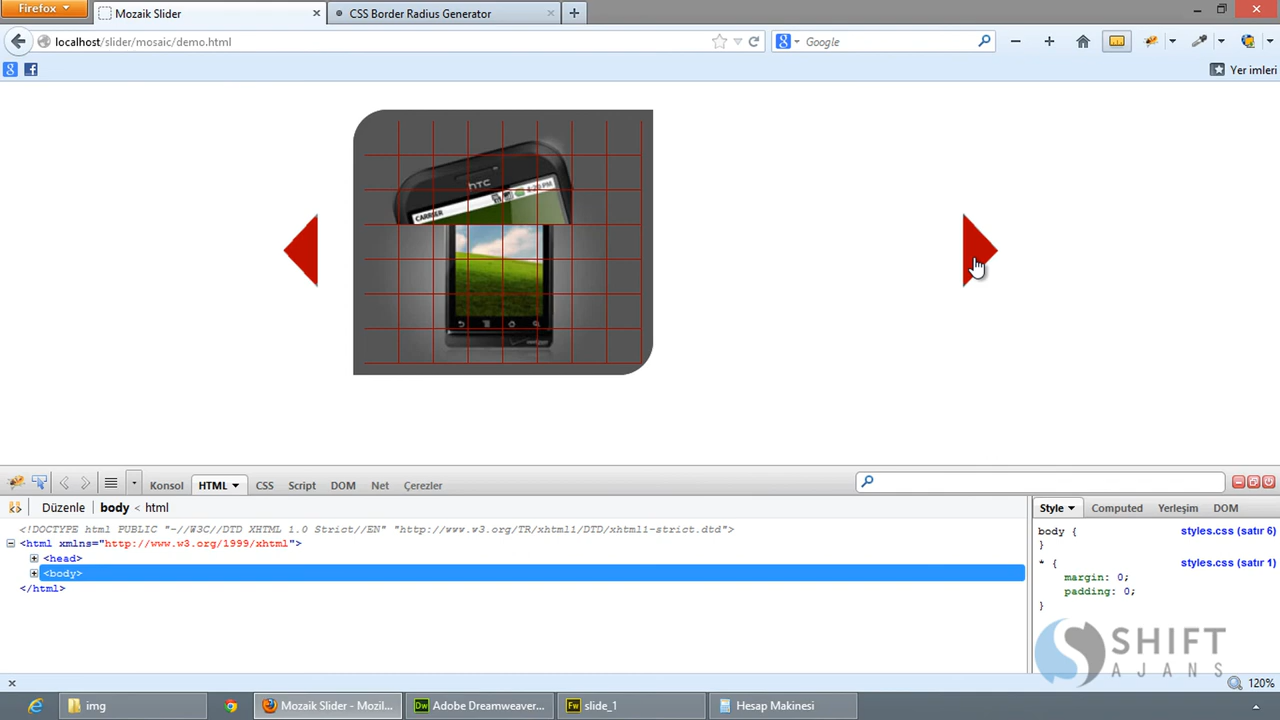 Firefox
Mozaik Slider
CSS Border Radius Generator
localhost/slider/mosaic/demo.html
Google
Yer imleri
htc
CARRIER
4:20 PM
Konsol
HTML
CSS
Script
DOM
Net
Çerezler
Düzenle
body < html
Style
Computed
Yerleşim
DOM
<!DOCTYPE html PUBLIC "-//W3C//DTD XHTML 1.0 Strict//EN" "http://www.w3.org/TR/xhtml1/DTD/xhtml1-strict.dtd">
<html xmlns="http://www.w3.org/1999/xhtml">
<head>
<body>
</html>
body {
styles.css (satır 6)
}
* {
styles.css (satır 1)
margin: 0;
padding: 0;
}
SHIFT
AJANS
120%
img
Mozaik Slider - Mozil...
Adobe Dreamweaver...
slide_1
Hesap Makinesi